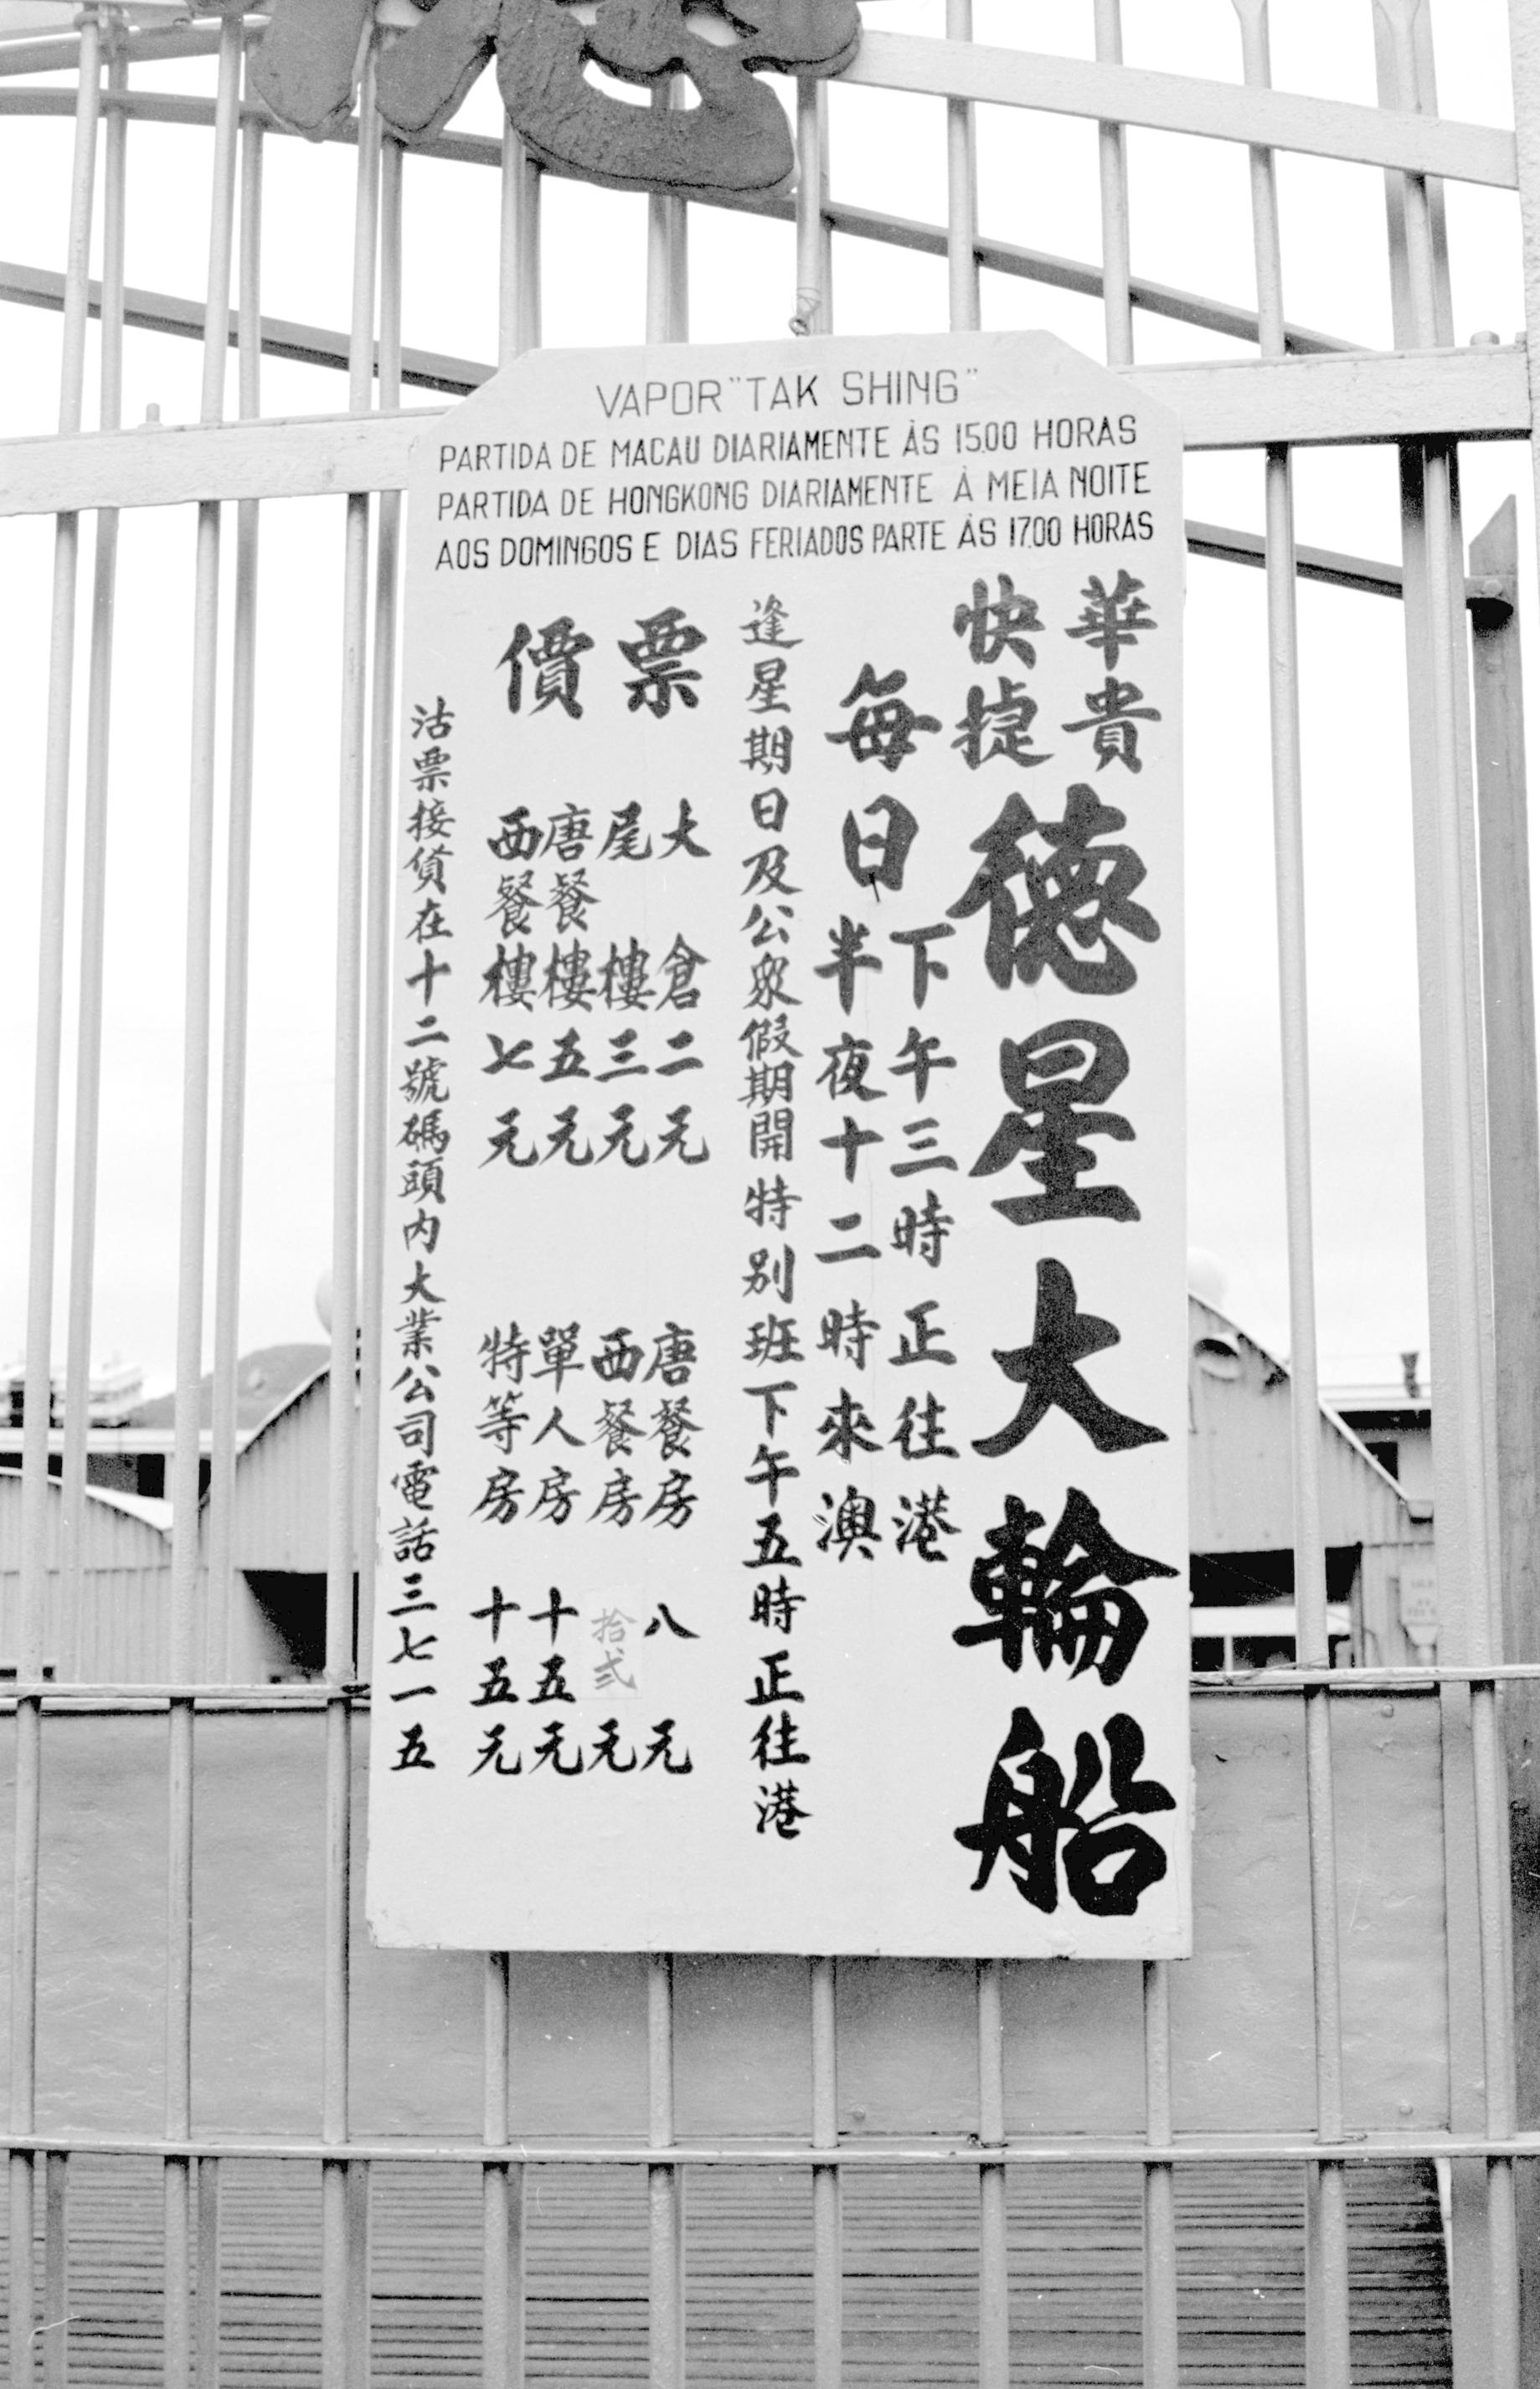 VAPOR "TAK SHING"
PARTIDA DE MACAU DIARIAMENTE ÀS 15.00 HORAS
PARTIDA DE HONGKONG DIARIAMENTE À MEIA NOITE
AOS DOMINGOS E DIAS FERIADOS PARTE ÀS 17.00 HORAS
華貴
快捷
德星大輪船
每日
下午三時正往港
半夜十二時來澳
逢星期日及公眾假期開特別班下午五時正往港
票價
大倉二元
尾樓三元
唐餐樓五元
西餐樓七元
唐餐房八元
西餐房拾弍元
單人房十五元
特等房十五元
沽票接貨在十二號碼頭內大業公司電話三七一五